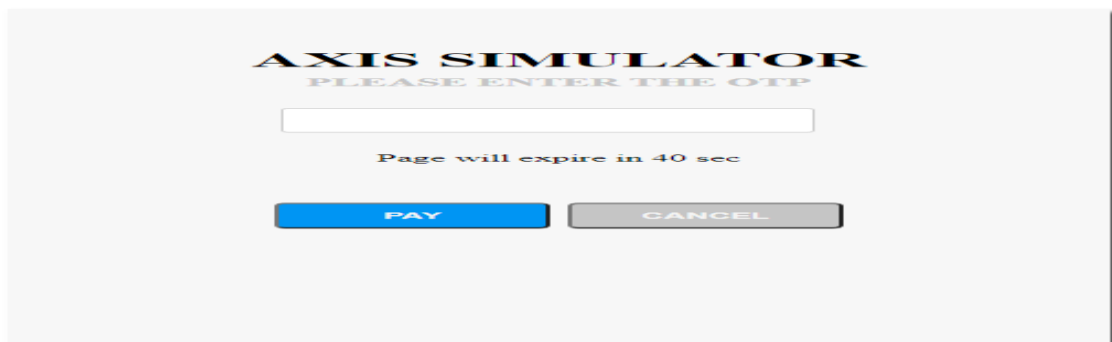 AXIS SIMULATOR
PLEASE ENTER THE OTP
Page will expire in 40 sec
PAY CANCEL